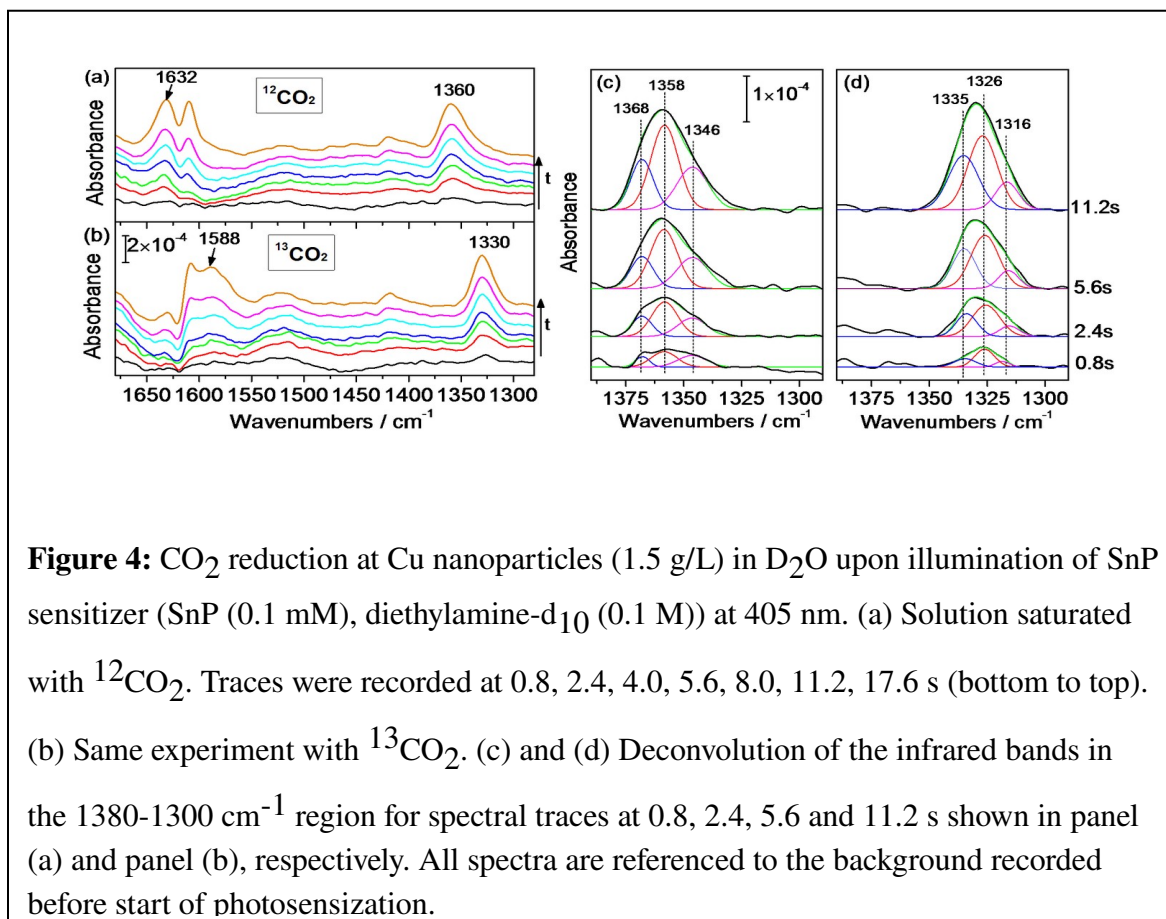 (a)
1632
12CO2
1360
Absorbance
t
(b)
2×10-4
1588
13CO2
1330
Absorbance
t
1650 1600 1550 1500 1450 1400 1350 1300
Wavenumbers / cm-1
(c)
1358
1×10-4
1368
1346
Absorbance
1375 1350 1325 1300
Wavenumbers / cm-1
(d)
1326
1335
1316
11.2s
5.6s
2.4s
0.8s
1375 1350 1325 1300
Wavenumbers / cm-1
Figure 4: CO2 reduction at Cu nanoparticles (1.5 g/L) in D2O upon illumination of SnP
sensitizer (SnP (0.1 mM), diethylamine-d10 (0.1 M)) at 405 nm. (a) Solution saturated
with 12CO2. Traces were recorded at 0.8, 2.4, 4.0, 5.6, 8.0, 11.2, 17.6 s (bottom to top).
(b) Same experiment with 13CO2. (c) and (d) Deconvolution of the infrared bands in
the 1380-1300 cm-1 region for spectral traces at 0.8, 2.4, 5.6 and 11.2 s shown in panel
(a) and panel (b), respectively. All spectra are referenced to the background recorded
before start of photosensization.